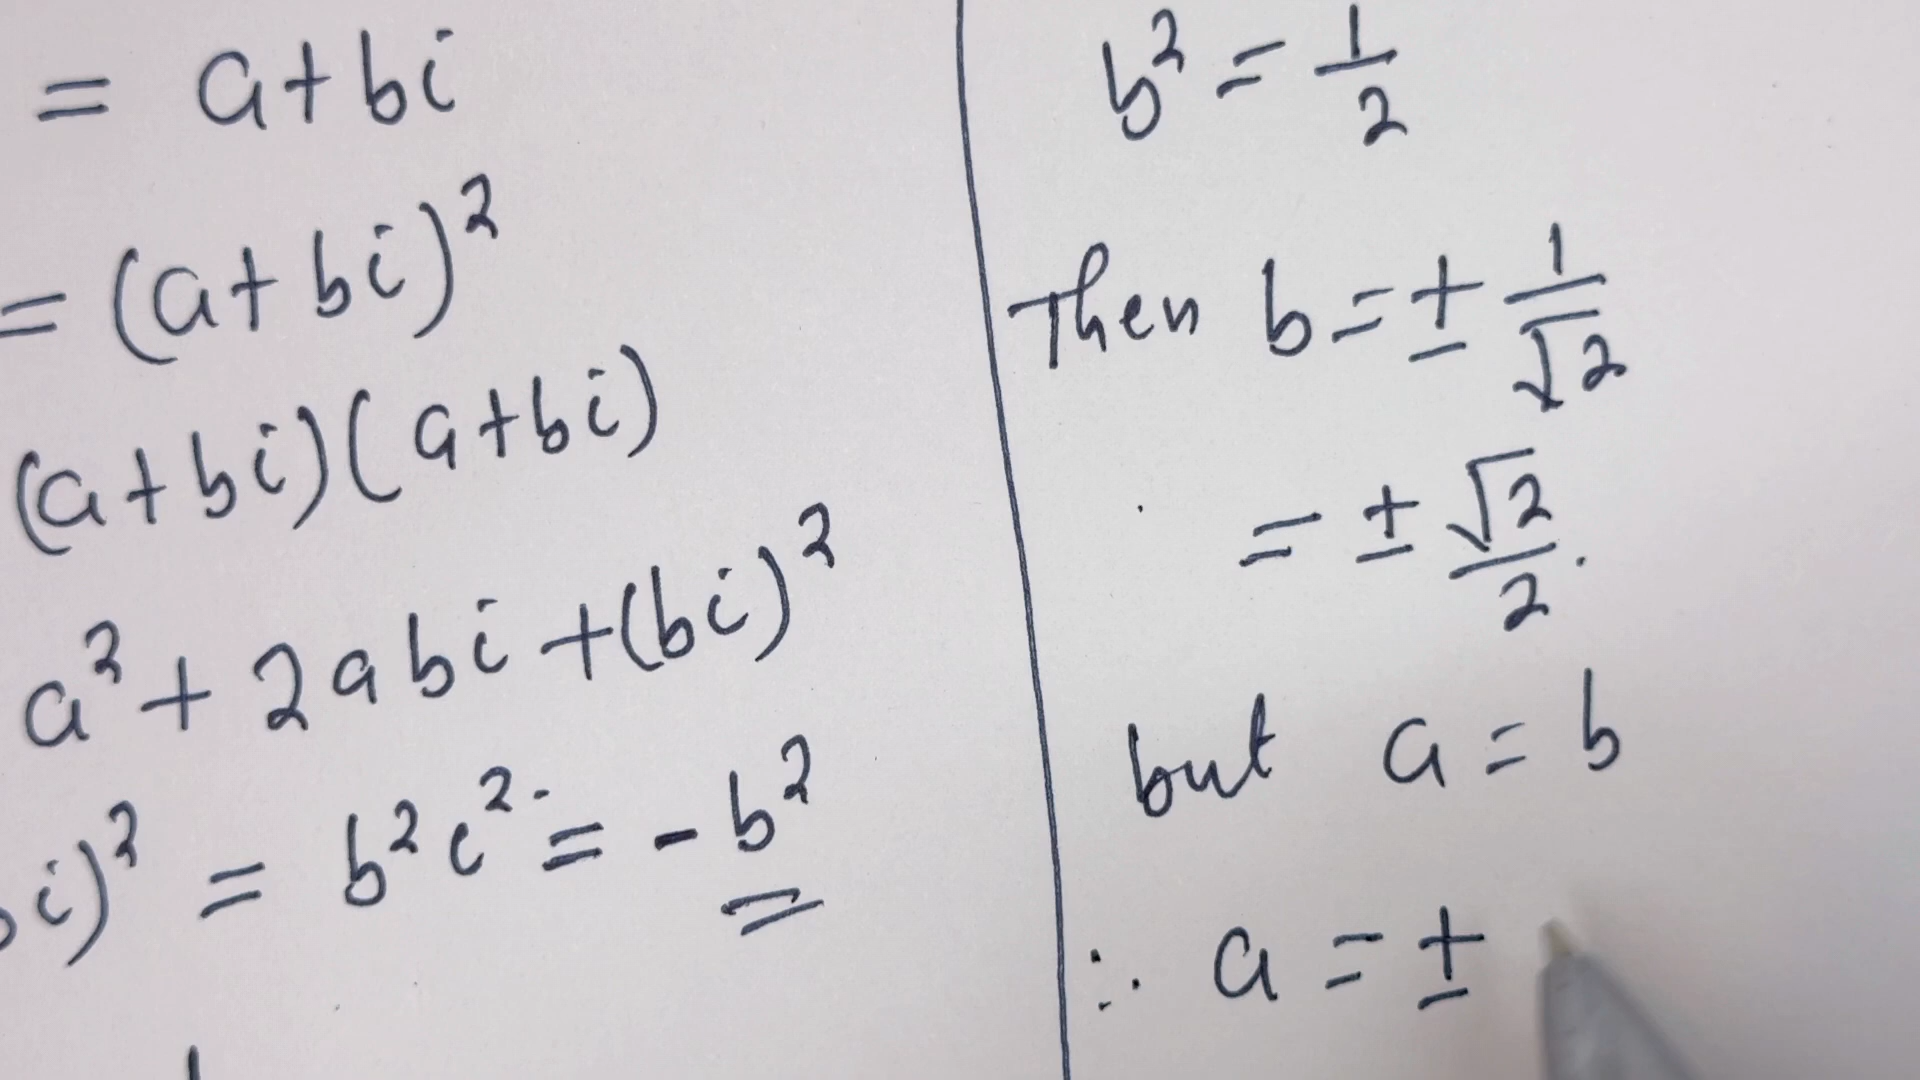 = a+bi
= (a+bi)²
(a+bi)(a+bi)
a²+2abi+(bi)²
i)² = b²i² = -b²
b² = 1/2
Then b = ± 1/√2
= ± √2/2.
but a = b
∴ a = ±